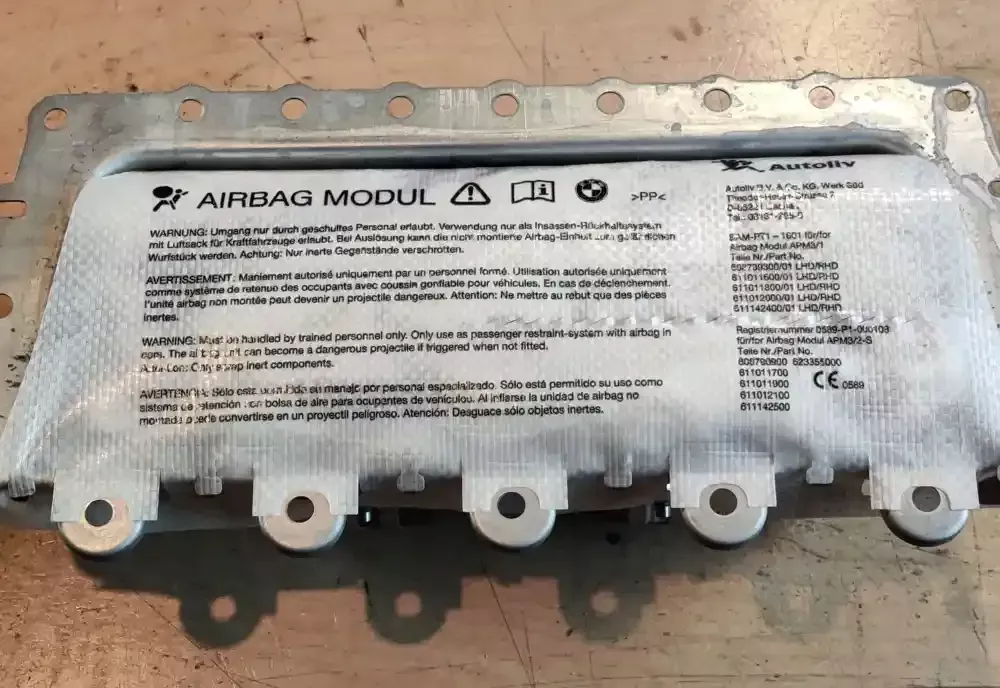 AIRBAG MODUL
>PP<
WARNUNG: Umgang nur durch geschultes Personal erlaubt. Verwendung nur als Insassen-Rückhaltesystem
mit Luftsack für Kraftfahrzeuge erlaubt. Bei Auslösung kann die nicht montierte Airbag-Einheit
Wurfstück werden. Achtung: Nur inerte Gegenstände verschrotten.
AVERTISSEMENT: Maniement autorisé uniquement par un personnel formé. Utilisation autorisée uniquement
comme système de retenue des occupants avec coussin gonflable pour véhicules. En cas de déclenchement,
l'unité airbag non montée peut devenir un projectile dangereux. Attention: Ne mettre au rebut que des pièces
inertes.
WARNING: Must be handled by trained personnel only. Only use as passenger restraint-system with airbag in
cars. The unit can become a dangerous projectile if triggered when not fitted.
inert components.
AVERTENCIA: Sólo está su manejo por personal especializado. Sólo está permitido su uso como
sistema de retención con bolsa de aire para ocupantes de vehículos. Al inflarse la unidad de airbag no
montada puede convertirse en un proyectil peligroso. Atención: Desguace sólo objetos inertes.
Autoliv
Autoliv B.V. & Co. KG, Werk Süd
BAM-PT1-1601 für/for
Airbag Modul APM3/1
Teile Nr./Part No.
LHD/RHD
611011600/01 LHD/RHD
611011800/01 LHD/RHD
611012000/01 LHD/RHD
611142400/01 LHD/RHD
Registriernummer 0589-P1-000103
für/for Airbag Modul APM3/2-S
Teile Nr./Part No.
623355000
611011700
611011900 CE 0589
611012100
611142500